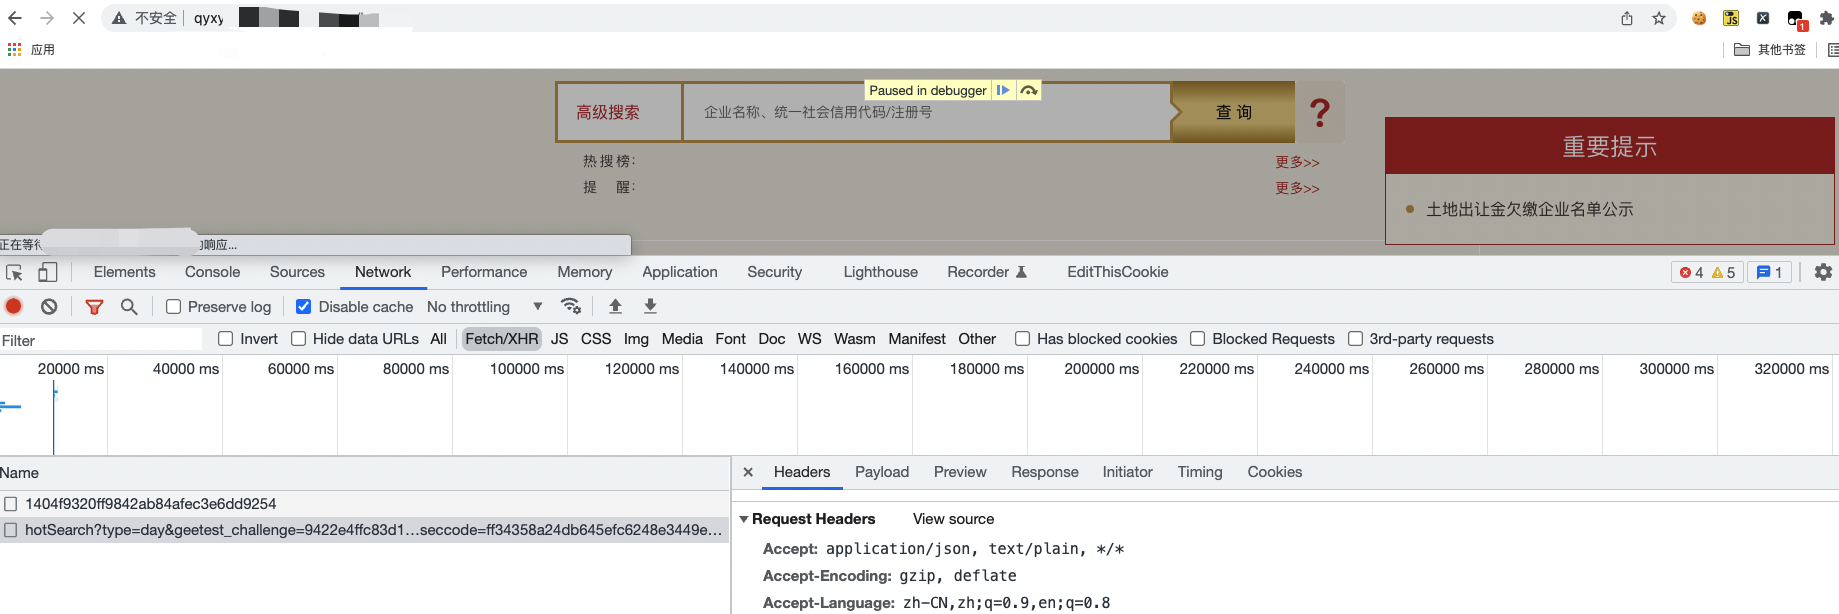 不安全 qyxy
JS
1
应用
其他书签
Paused in debugger
高级搜索
企业名称、统一社会信用代码/注册号
查 询
?
热 搜 榜:
更多>>
提 醒:
更多>>
重要提示
土地出让金欠缴企业名单公示
正在等待
的响应...
Elements Console Sources Network Performance Memory Application Security Lighthouse Recorder EditThisCookie 4 5 1
Preserve log Disable cache No throttling
Filter Invert Hide data URLs All Fetch/XHR JS CSS Img Media Font Doc WS Wasm Manifest Other Has blocked cookies Blocked Requests 3rd-party requests
20000 ms 40000 ms 60000 ms 80000 ms 100000 ms 120000 ms 140000 ms 160000 ms 180000 ms 200000 ms 220000 ms 240000 ms 260000 ms 280000 ms 300000 ms 320000 ms
Name
1404f9320ff9842ab84afec3e6dd9254
hotSearch?type=day&geetest_challenge=9422e4ffc83d1...seccode=ff34358a24db645efc6248e3449e...
Headers Payload Preview Response Initiator Timing Cookies
Request Headers View source
Accept: application/json, text/plain, */*
Accept-Encoding: gzip, deflate
Accept-Language: zh-CN,zh;q=0.9,en;q=0.8